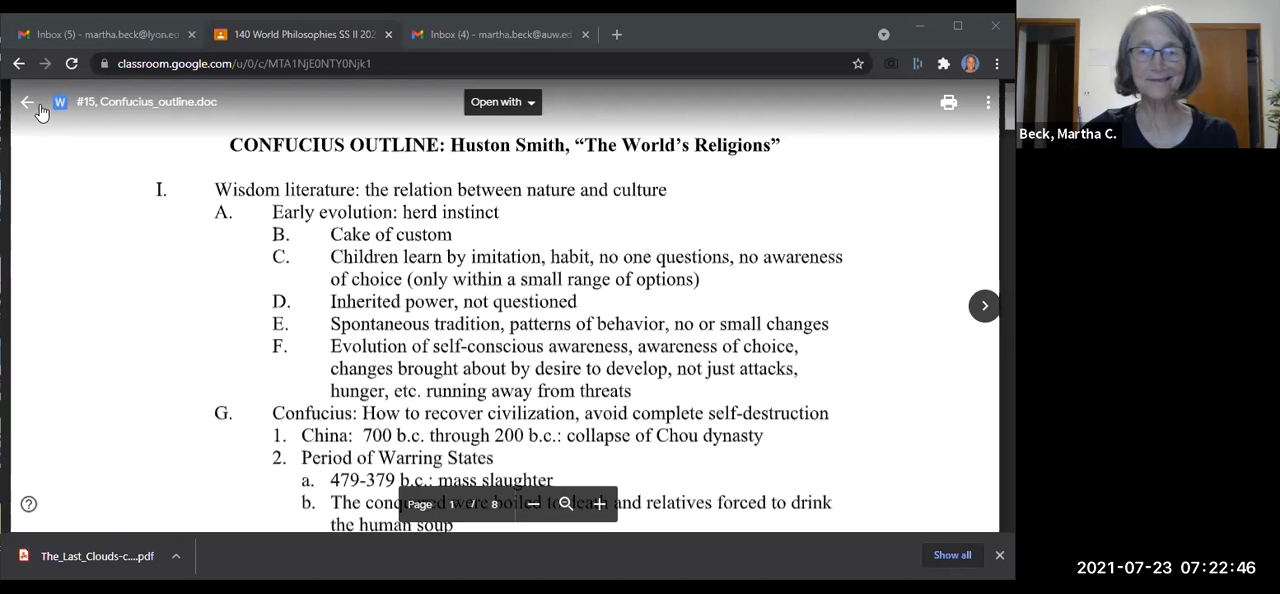 Inbox (5) - martha.beck@lyon.ed
140 World Philosophies SS II 202
Inbox (4) - martha.beck@auw.ed
classroom.google.com/u/0/c/MTA1NjE0NTY0Njk1
W #15, Confucius_outline.doc
Open with
Beck, Martha C.
CONFUCIUS OUTLINE: Huston Smith, “The World’s Religions”
I. Wisdom literature: the relation between nature and culture
A. Early evolution: herd instinct
B. Cake of custom
C. Children learn by imitation, habit, no one questions, no awareness
of choice (only within a small range of options)
D. Inherited power, not questioned
E. Spontaneous tradition, patterns of behavior, no or small changes
F. Evolution of self-conscious awareness, awareness of choice,
changes brought about by desire to develop, not just attacks,
hunger, etc. running away from threats
G. Confucius: How to recover civilization, avoid complete self-destruction
1. China: 700 b.c. through 200 b.c.: collapse of Chou dynasty
2. Period of Warring States
a. 479-379 b.c.: mass slaughter
b. The conquered were boiled to death and relatives forced to drink
the human soup
Page 1 / 8
The_Last_Clouds-c....pdf
Show all
2021-07-23 07:22:46